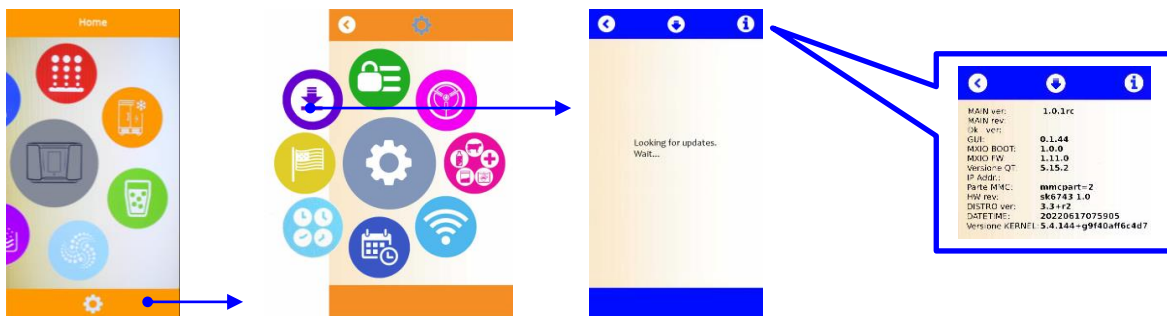 Home
Looking for updates.
Wait...
MAIN ver: 1.0.1rc
MAIN rev:
ver:
GUI: 0.1.44
MXIO BOOT: 1.0.0
MXIO FW 1.11.0
Versione QT: 5.15.2
IP Addr.:
Parte MMC: mmcpart=2
HW rev: sk6743 1.0
DISTRO ver: 3.3+r2
DATETIME: 20220617075905
Versione KERNEL: 5.4.144+g9f40aff6c4d7